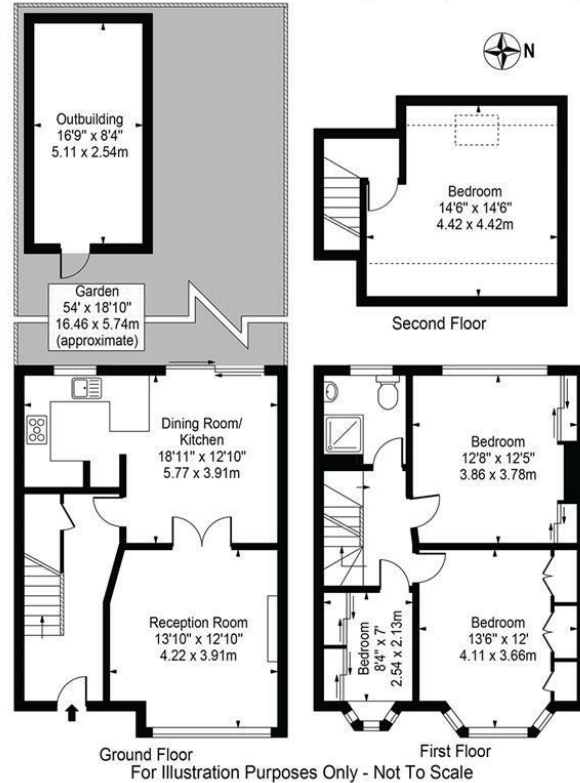 Outbuilding
16'9" x 8'4"
5.11 x 2.54m
N
Bedroom
14'6" x 14'6"
4.42 x 4.42m
Second Floor
Garden
54' x 18'10"
16.46 x 5.74m
(approximate)
Dining Room/
Kitchen
18'11" x 12'10"
5.77 x 3.91m
Reception Room
13'10" x 12'10"
4.22 x 3.91m
Ground Floor
Bedroom
12'8" x 12'5"
3.86 x 3.78m
Bedroom
8'4" x 7'
2.54 x 2.13m
Bedroom
13'6" x 12'
4.11 x 3.66m
First Floor
For Illustration Purposes Only - Not To Scale